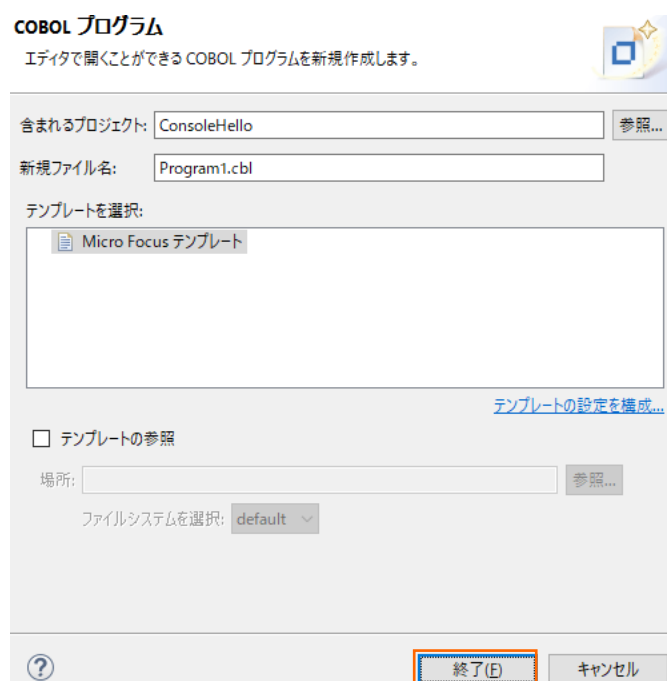 COBOL プログラム
エディタで開くことができる COBOL プログラムを新規作成します。
含まれるプロジェクト: ConsoleHello 参照...
新規ファイル名: Program1.cbl
テンプレートを選択:
Micro Focus テンプレート
テンプレートの設定を構成...
テンプレートの参照
場所: 参照...
ファイルシステムを選択: default
? 終了(F) キャンセル